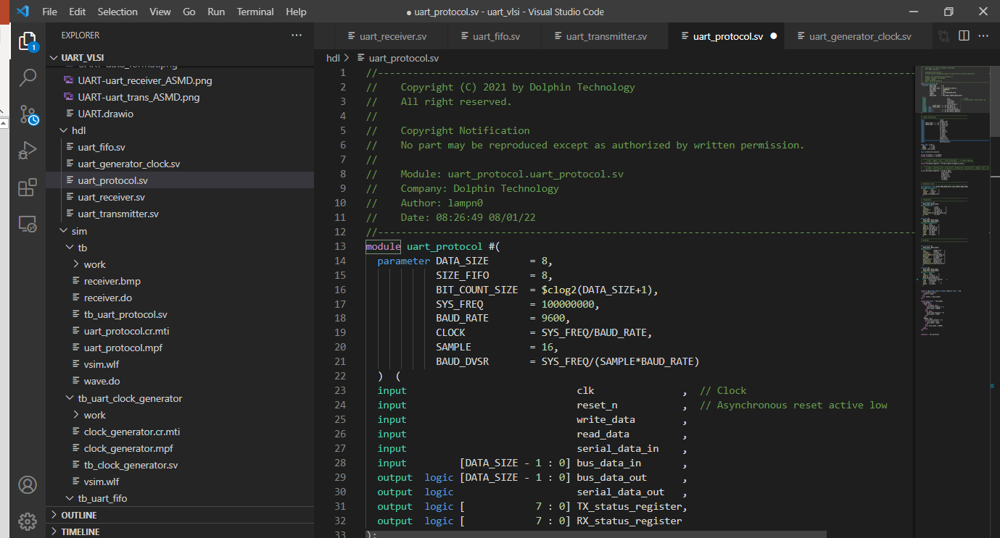 File Edit Selection View Go Run Terminal Help
● uart_protocol.sv - uart_vlsi - Visual Studio Code
EXPLORER
uart_receiver.sv uart_fifo.sv uart_transmitter.sv uart_protocol.sv ● uart_generator_clock.sv
1
UART_VLSI
hdl > uart_protocol.sv
UART-uart_receiver_ASMD.png
UART-uart_trans_ASMD.png
UART.drawio
hdl
uart_fifo.sv
uart_generator_clock.sv
uart_protocol.sv
uart_receiver.sv
uart_transmitter.sv
sim
tb
work
receiver.bmp
receiver.do
tb_uart_protocol.sv
uart_protocol.cr.mti
uart_protocol.mpf
vsim.wlf
wave.do
tb_uart_clock_generator
work
clock_generator.cr.mti
clock_generator.mpf
tb_clock_generator.sv
vsim.wlf
tb_uart_fifo
OUTLINE
TIMELINE
1 //--------------------------------------------------------------------------------------------
2 // Copyright (C) 2021 by Dolphin Technology
3 // All right reserved.
4 //
5 // Copyright Notification
6 // No part may be reproduced except as authorized by written permission.
7 //
8 // Module: uart_protocol.uart_protocol.sv
9 // Company: Dolphin Technology
10 // Author: lampn0
11 // Date: 08:26:49 08/01/22
12 //--------------------------------------------------------------------------------------------
13 module uart_protocol #(
14 parameter DATA_SIZE = 8,
15 SIZE_FIFO = 8,
16 BIT_COUNT_SIZE = $clog2(DATA_SIZE+1),
17 SYS_FREQ = 100000000,
18 BAUD_RATE = 9600,
19 CLOCK = SYS_FREQ/BAUD_RATE,
20 SAMPLE = 16,
21 BAUD_DVSR = SYS_FREQ/(SAMPLE*BAUD_RATE)
22 ) (
23 input clk , // Clock
24 input reset_n , // Asynchronous reset active low
25 input write_data ,
26 input read_data ,
27 input serial_data_in ,
28 input [DATA_SIZE - 1 : 0] bus_data_in ,
29 output logic [DATA_SIZE - 1 : 0] bus_data_out ,
30 output logic serial_data_out ,
31 output logic [ 7 : 0] TX_status_register,
32 output logic [ 7 : 0] RX_status_register
33 );